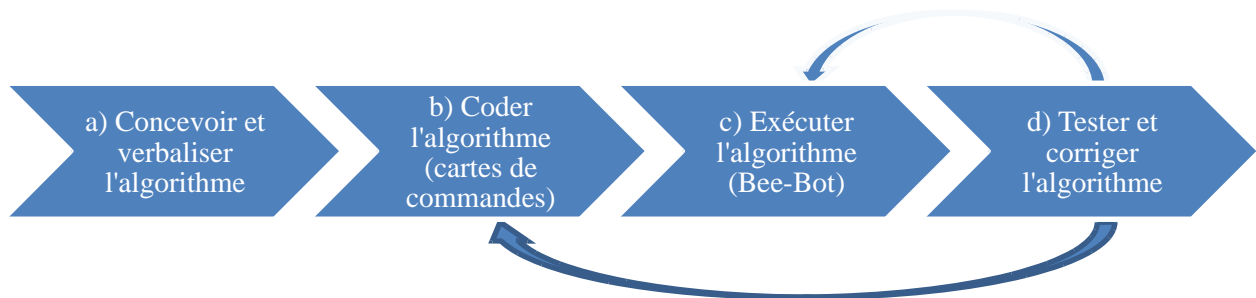 a) Concevoir et
verbaliser
l'algorithme
b) Coder
l'algorithme
(cartes de
commandes)
c) Exécuter
l'algorithme
(Bee-Bot)
d) Tester et
corriger
l'algorithme